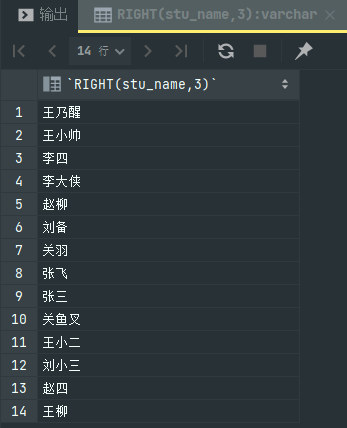 输出
RIGHT(stu_name,3):varchar
14 行
`RIGHT(stu_name,3)`
1 王乃醒
2 王小帅
3 李四
4 李大侠
5 赵柳
6 刘备
7 关羽
8 张飞
9 张三
10 关鱼叉
11 王小二
12 刘小三
13 赵四
14 王柳